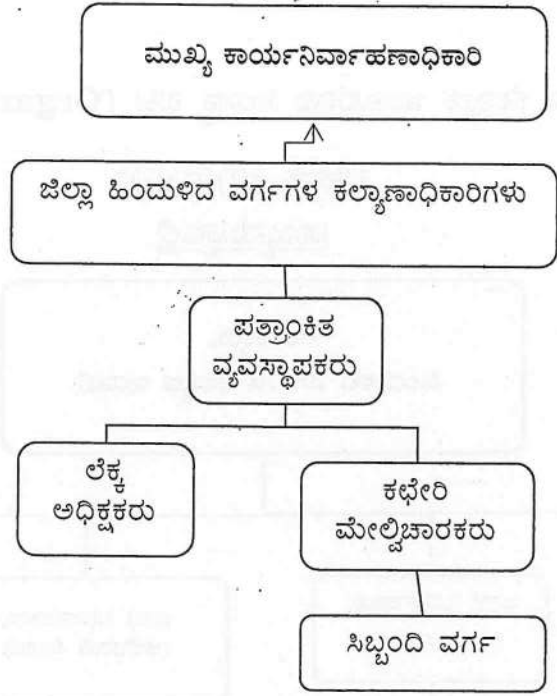 ಮುಖ್ಯ ಕಾರ್ಯನಿರ್ವಾಹಣಾಧಿಕಾರಿ
ಜಿಲ್ಲಾ ಹಿಂದುಳಿದ ವರ್ಗಗಳ ಕಲ್ಯಾಣಾಧಿಕಾರಿಗಳು
ಪತ್ರಾಂಕಿತ
ವ್ಯವಸ್ಥಾಪಕರು
ಲೆಕ್ಕ
ಅಧಿಕ್ಷಕರು
ಕಛೇರಿ
ಮೇಲ್ವಿಚಾರಕರು
ಸಿಬ್ಬಂದಿ ವರ್ಗ